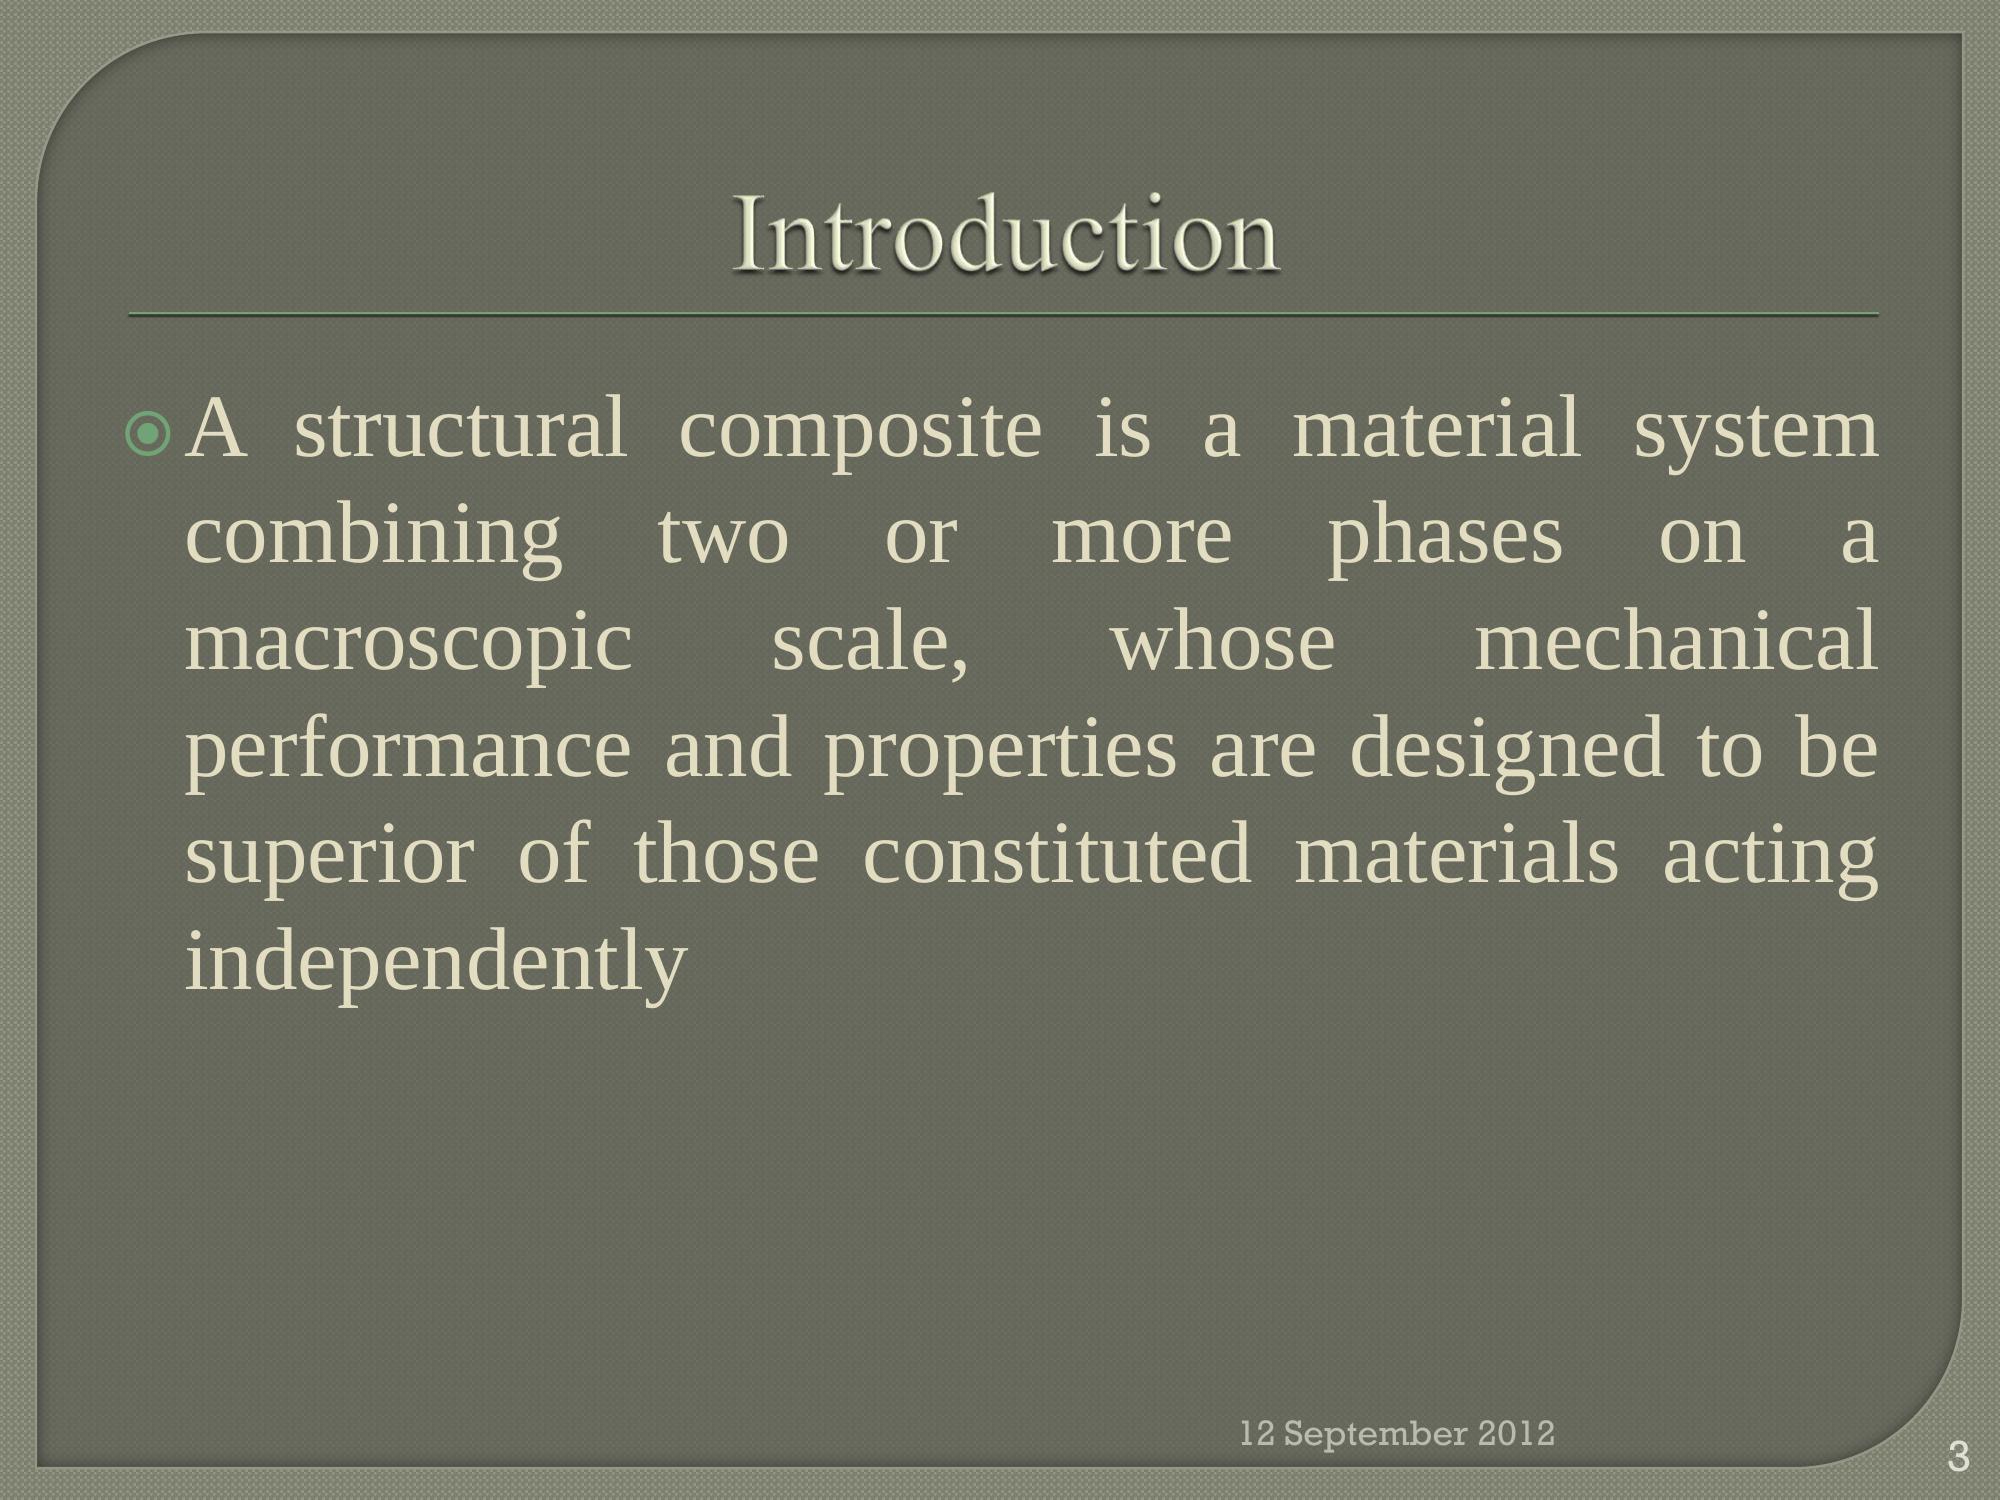 Introduction
A structural composite is a material system
combining two or more phases on a
macroscopic scale, whose mechanical
performance and properties are designed to be
superior of those constituted materials acting
independently
12 September 2012
3